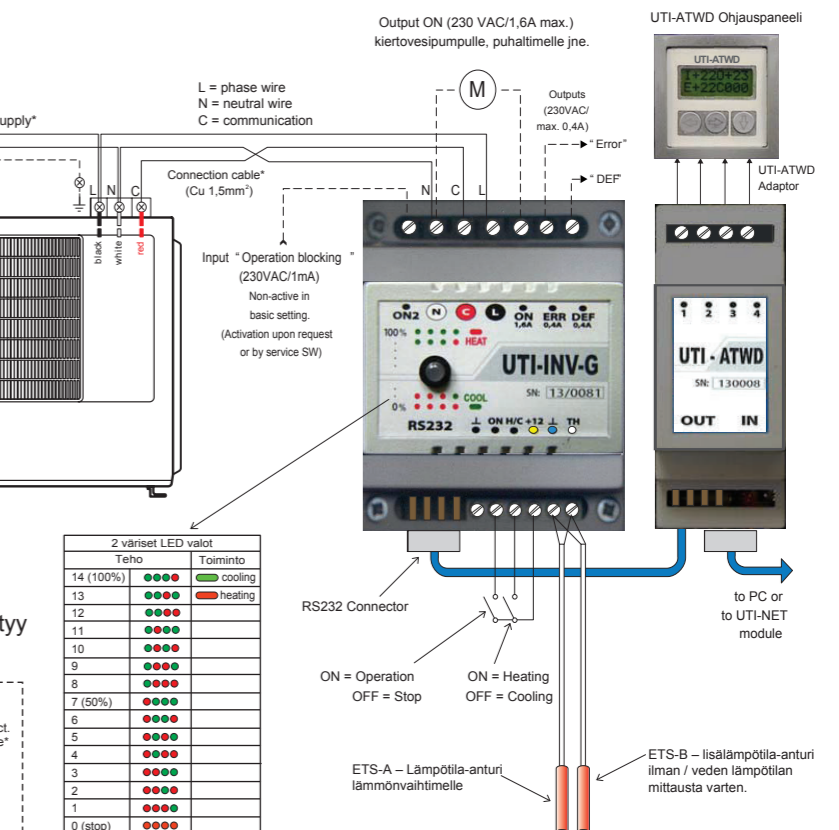 Output ON (230 VAC/1,6A max.)
kiertovesipumpulle, puhaltimelle jne.
UTI-ATWD Ohjauspaneeli
UTI-ATWD
I+22O+23
E+22C000
L = phase wire
N = neutral wire
C = communication
M
Outputs
(230VAC/
max. 0,4A)
"Error"
"DEF"
upply*
Connection cable*
(Cu 1,5mm²)
L N C
black
white
red
N C L
UTI-ATWD
Adaptor
Input "Operation blocking "
(230VAC/1mA)
Non-active in
basic setting.
(Activation upon request
or by service SW)
ON2 N C L ON ERR DEF
1,6A 0,4A 0,4A
100%
HEAT
UTI-INV-G
SN: 13/0081
COOL
0%
RS232 ⊥ ON H/C +12 ⊥ TH
1 2 3 4
UTI - ATWD
SN: 130008
OUT IN
2 väriset LED valot
Teho Toiminto
14 (100%) cooling
13 heating
12
11
10
9
8
7 (50%)
6
5
4
3
2
1
0 (stop)
tyy
ct.
e*
RS232 Connector
to PC or
to UTI-NET
module
ON = Operation
OFF = Stop
ON = Heating
OFF = Cooling
ETS-A – Lämpötila-anturi
lämmönvaihtimelle
ETS-B – lisälämpötila-anturi
ilman / veden lämpötilan
mittausta varten.